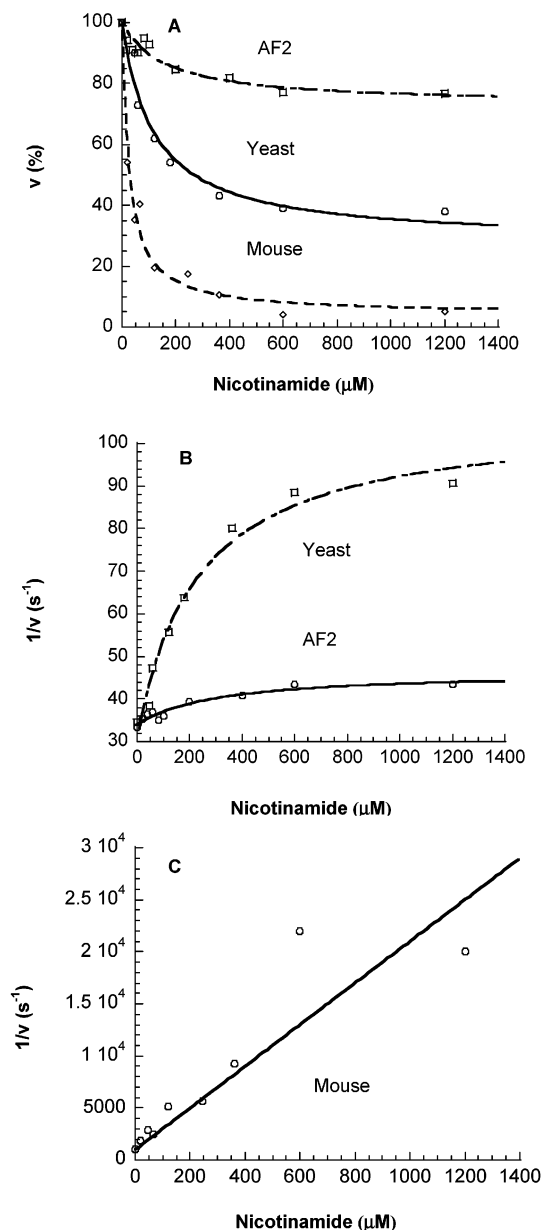 A
100
AF2
80
Yeast
60
v (%)
40
Mouse
20
0
0 200 400 600 800 1000 1200 1400
Nicotinamide (μM)
B
100
90
80
Yeast
70
1/v (s⁻¹)
60
AF2
50
40
30
0 200 400 600 800 1000 1200 1400
Nicotinamide (μM)
C
3 10⁴
2.5 10⁴
2 10⁴
1/v (s⁻¹)
1.5 10⁴
1 10⁴
Mouse
5000
0
0 200 400 600 800 1000 1200 1400
Nicotinamide (μM)